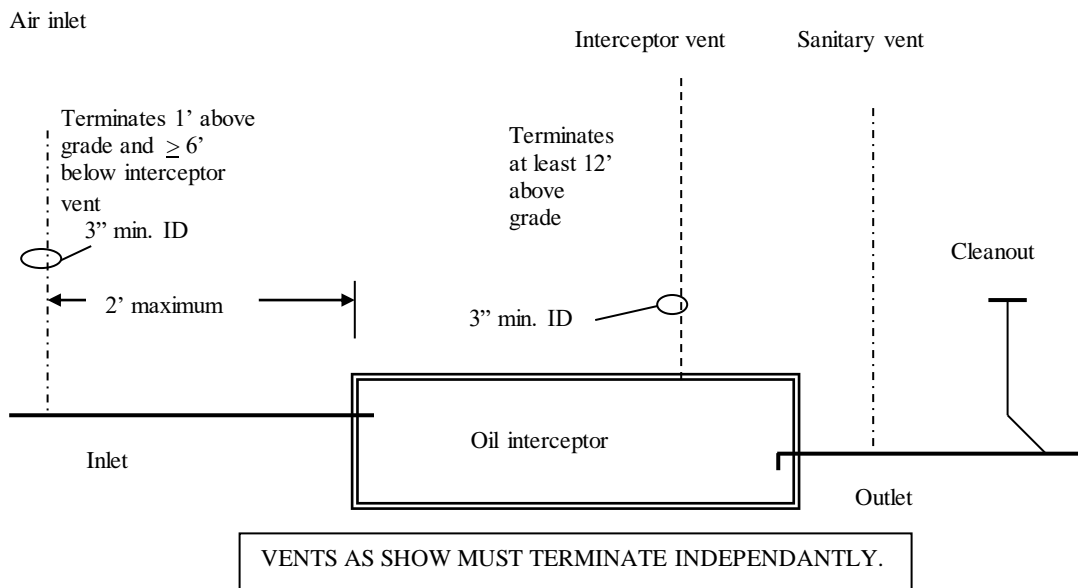 Air inlet
Interceptor vent
Sanitary vent
Terminates 1’ above
grade and ≥ 6’
below interceptor
vent
3” min. ID
Terminates
at least 12’
above
grade
Cleanout
2’ maximum
3” min. ID
Oil interceptor
Inlet
Outlet
VENTS AS SHOW MUST TERMINATE INDEPENDANTLY.